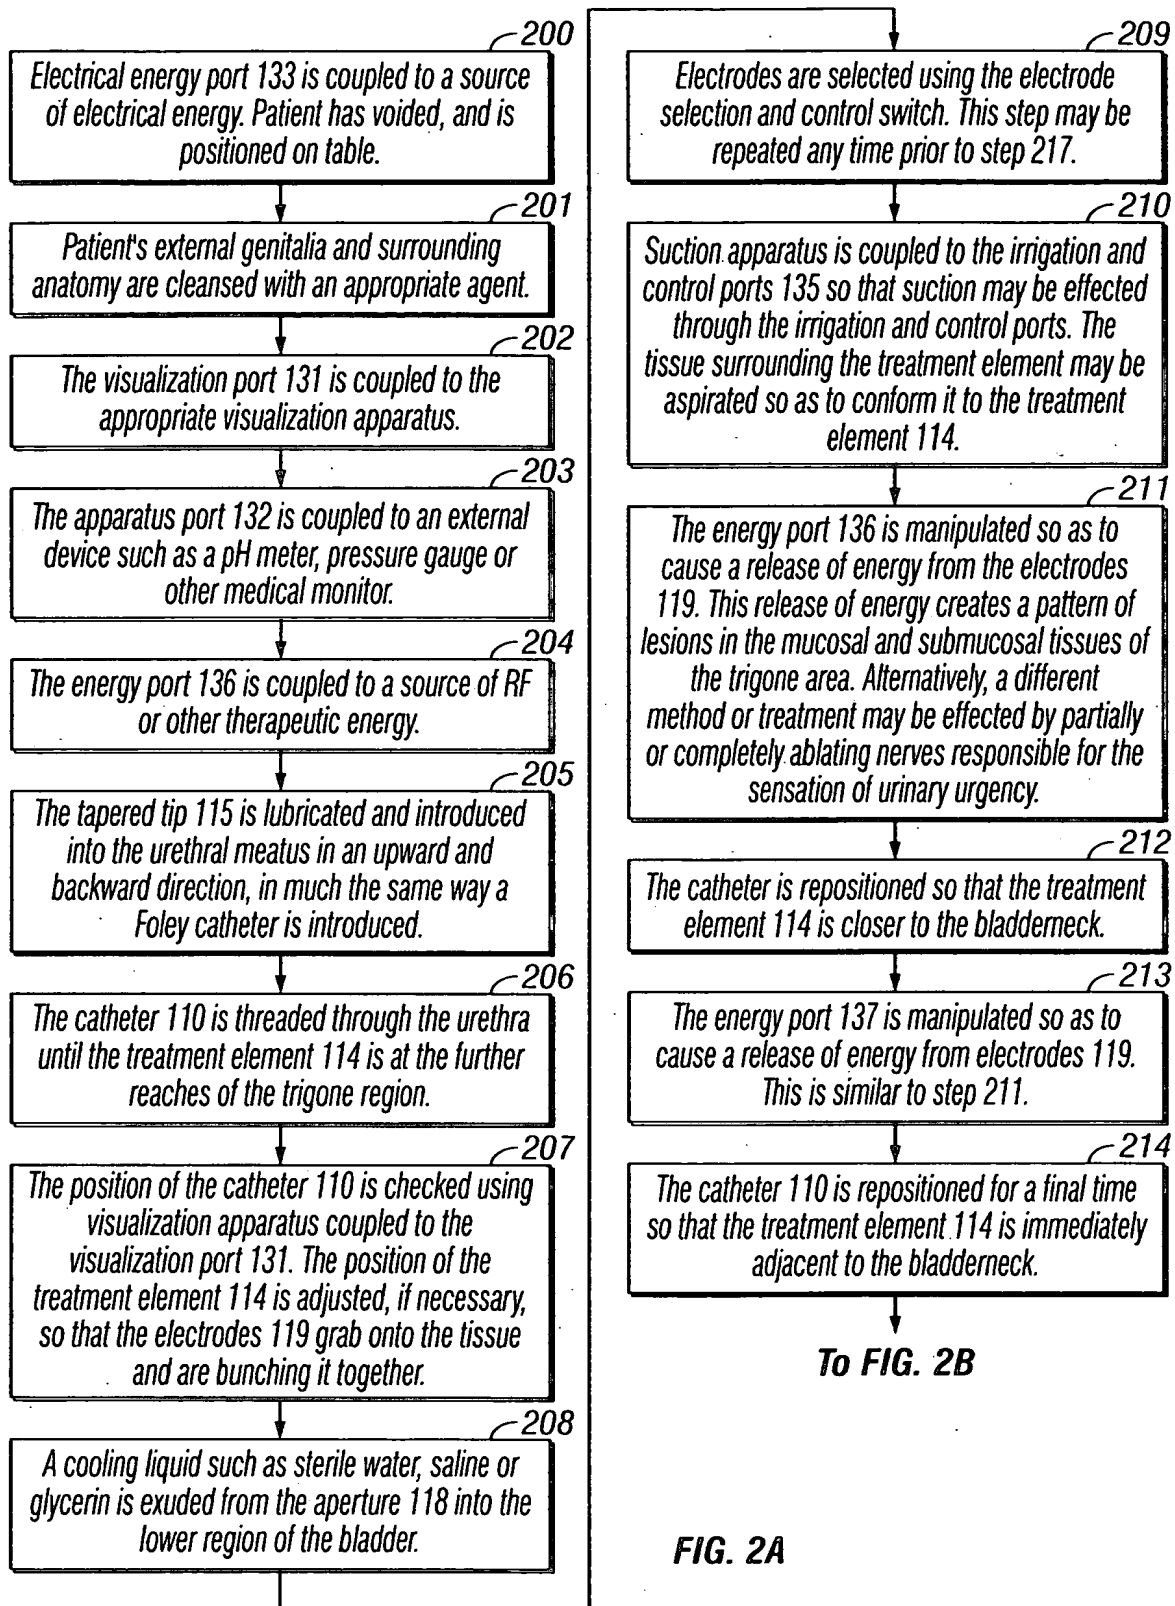 200
Electrical energy port 133 is coupled to a source
of electrical energy. Patient has voided, and is
positioned on table.
201
Patient's external genitalia and surrounding
anatomy are cleansed with an appropriate agent.
202
The visualization port 131 is coupled to the
appropriate visualization apparatus.
203
The apparatus port 132 is coupled to an external
device such as a pH meter, pressure gauge or
other medical monitor.
204
The energy port 136 is coupled to a source of RF
or other therapeutic energy.
205
The tapered tip 115 is lubricated and introduced
into the urethral meatus in an upward and
backward direction, in much the same way a
Foley catheter is introduced.
206
The catheter 110 is threaded through the urethra
until the treatment element 114 is at the further
reaches of the trigone region.
207
The position of the catheter 110 is checked using
visualization apparatus coupled to the
visualization port 131. The position of the
treatment element 114 is adjusted, if necessary,
so that the electrodes 119 grab onto the tissue
and are bunching it together.
208
A cooling liquid such as sterile water, saline or
glycerin is exuded from the aperture 118 into the
lower region of the bladder.
209
Electrodes are selected using the electrode
selection and control switch. This step may be
repeated any time prior to step 217.
210
Suction apparatus is coupled to the irrigation and
control ports 135 so that suction may be effected
through the irrigation and control ports. The
tissue surrounding the treatment element may be
aspirated so as to conform it to the treatment
element 114.
211
The energy port 136 is manipulated so as to
cause a release of energy from the electrodes
119. This release of energy creates a pattern of
lesions in the mucosal and submucosal tissues of
the trigone area. Alternatively, a different
method or treatment may be effected by partially
or completely ablating nerves responsible for the
sensation of urinary urgency.
212
The catheter is repositioned so that the treatment
element 114 is closer to the bladderneck.
213
The energy port 137 is manipulated so as to
cause a release of energy from electrodes 119.
This is similar to step 211.
214
The catheter 110 is repositioned for a final time
so that the treatment element 114 is immediately
adjacent to the bladderneck.
To FIG. 2B
FIG. 2A